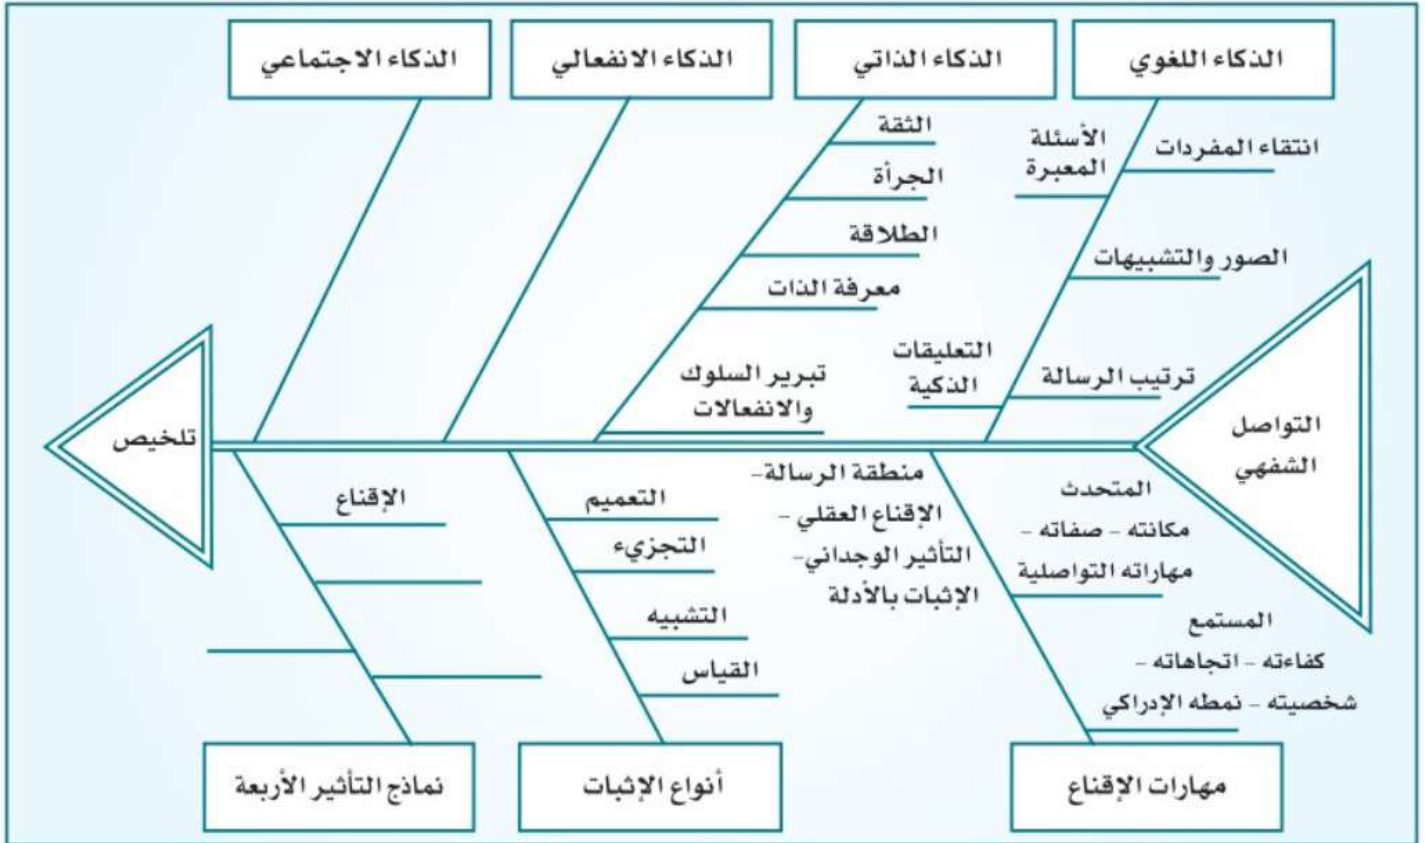 الذكاء اللغوي
الذكاء الذاتي
الذكاء الانفعالي
الذكاء الاجتماعي
انتقاء المفردات
الأسئلة
المعبرة
الصور والتشبيهات
ترتيب الرسالة
التعليقات
الذكية
الثقة
الجرأة
الطلاقة
معرفة الذات
تبرير السلوك
والانفعالات
التواصل
الشفهي
تلخيص
المتحدث
مكانته - صفاته -
مهاراته التواصلية
المستمع
كفاءته - اتجاهاته -
شخصيته - نمطه الإدراكي
منطقة الرسالة-
الإقناع العقلي -
التأثير الوجداني-
الإثبات بالأدلة
التعميم
التجزيء
التشبيه
القياس
الإقناع
مهارات الإقناع
أنواع الإثبات
نماذج التأثير الأربعة